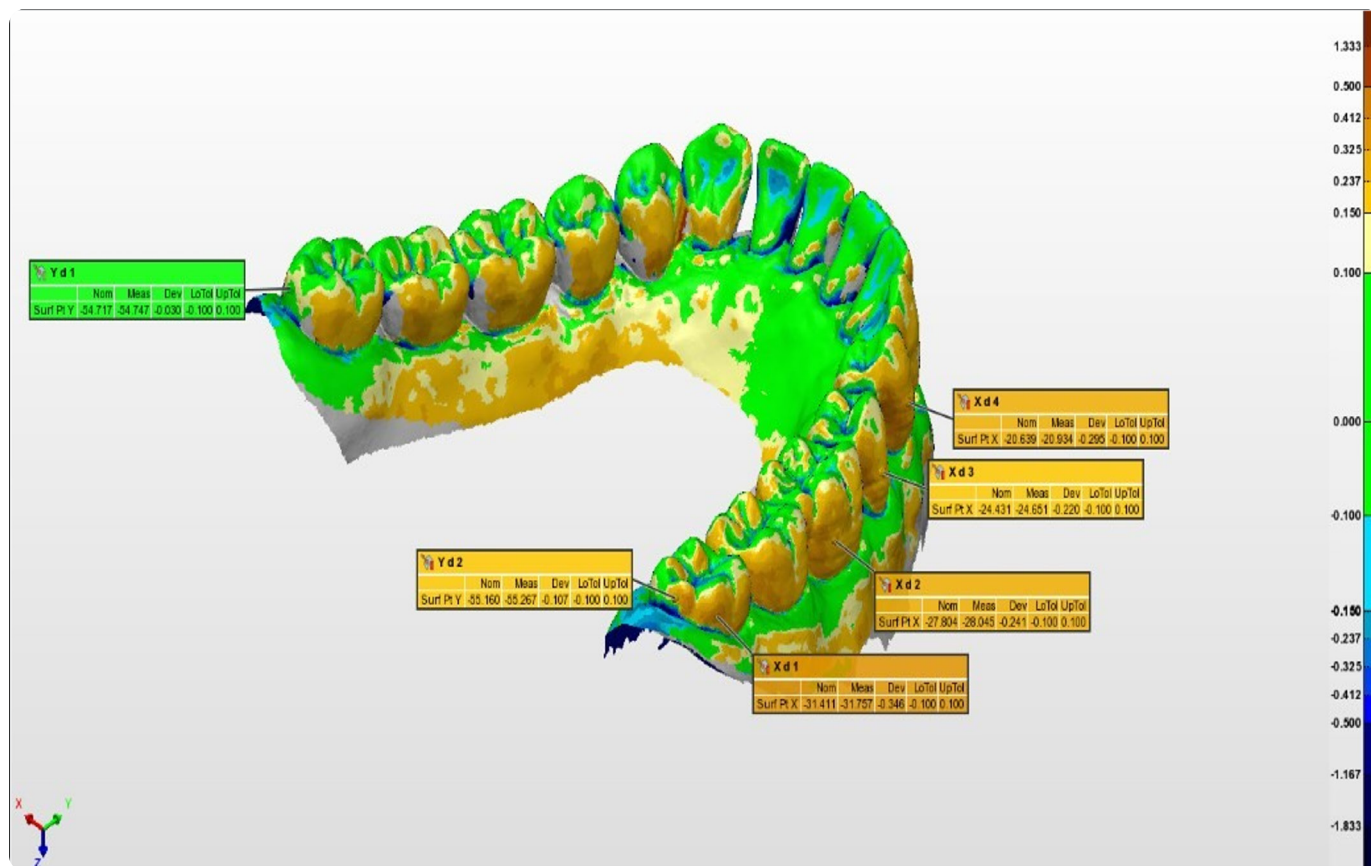 1.333
0.500
0.412
0.325
0.237
0.150
0.100
0.000
-0.100
-0.150
-0.237
-0.325
-0.412
-0.500
-1.167
-1.833
Y d 1
Nom Meas Dev LoTol UpTol
Surf Pt Y -54.717 -54.747 -0.030 -0.100 0.100
X d 4
Nom Meas Dev LoTol UpTol
Surf Pt X -20.639 -20.934 -0.295 -0.100 0.100
X d 3
Nom Meas Dev LoTol UpTol
Surf Pt X -24.431 -24.651 -0.220 -0.100 0.100
Y d 2
Nom Meas Dev LoTol UpTol
Surf Pt Y -55.160 -55.267 -0.107 -0.100 0.100
X d 2
Nom Meas Dev LoTol UpTol
Surf Pt X -27.804 -28.045 -0.241 -0.100 0.100
X d 1
Nom Meas Dev LoTol UpTol
Surf Pt X -31.411 -31.757 -0.346 -0.100 0.100
X Y
Z